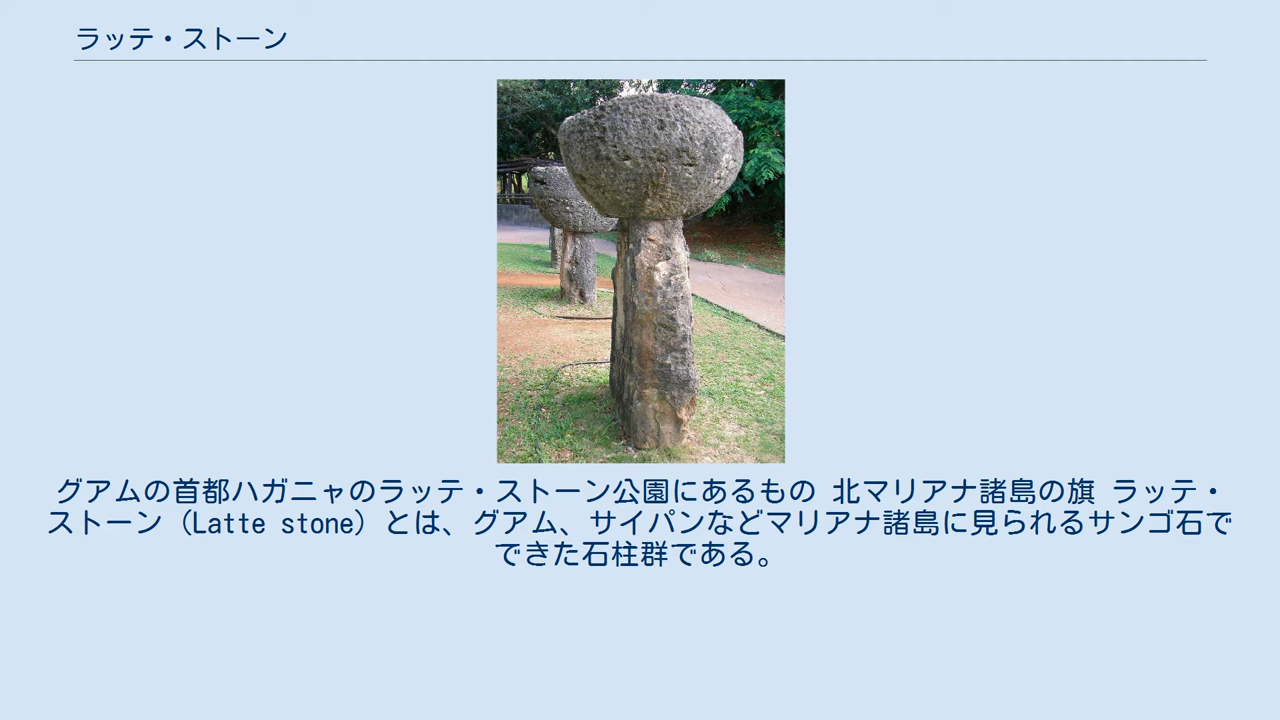 ラッテ・ストーン
グアムの首都ハガニャのラッテ・ストーン公園にあるもの 北マリアナ諸島の旗 ラッテ・
ストーン（Latte stone）とは、グアム、サイパンなどマリアナ諸島に見られるサンゴ石で
できた石柱群である。